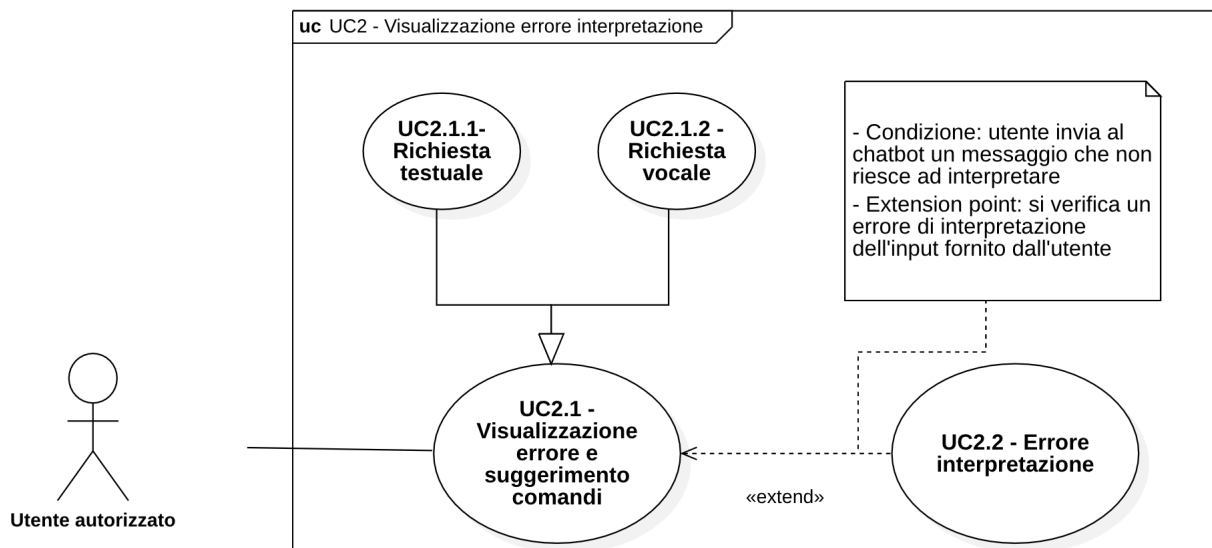 uc UC2 - Visualizzazione errore interpretazione
UC2.1.1-
Richiesta
testuale
UC2.1.2 -
Richiesta
vocale
- Condizione: utente invia al
chatbot un messaggio che non
riesce ad interpretare
- Extension point: si verifica un
errore di interpretazione
dell'input fornito dall'utente
UC2.1 -
Visualizzazione
errore e
suggerimento
comandi
UC2.2 - Errore
interpretazione
«extend»
Utente autorizzato